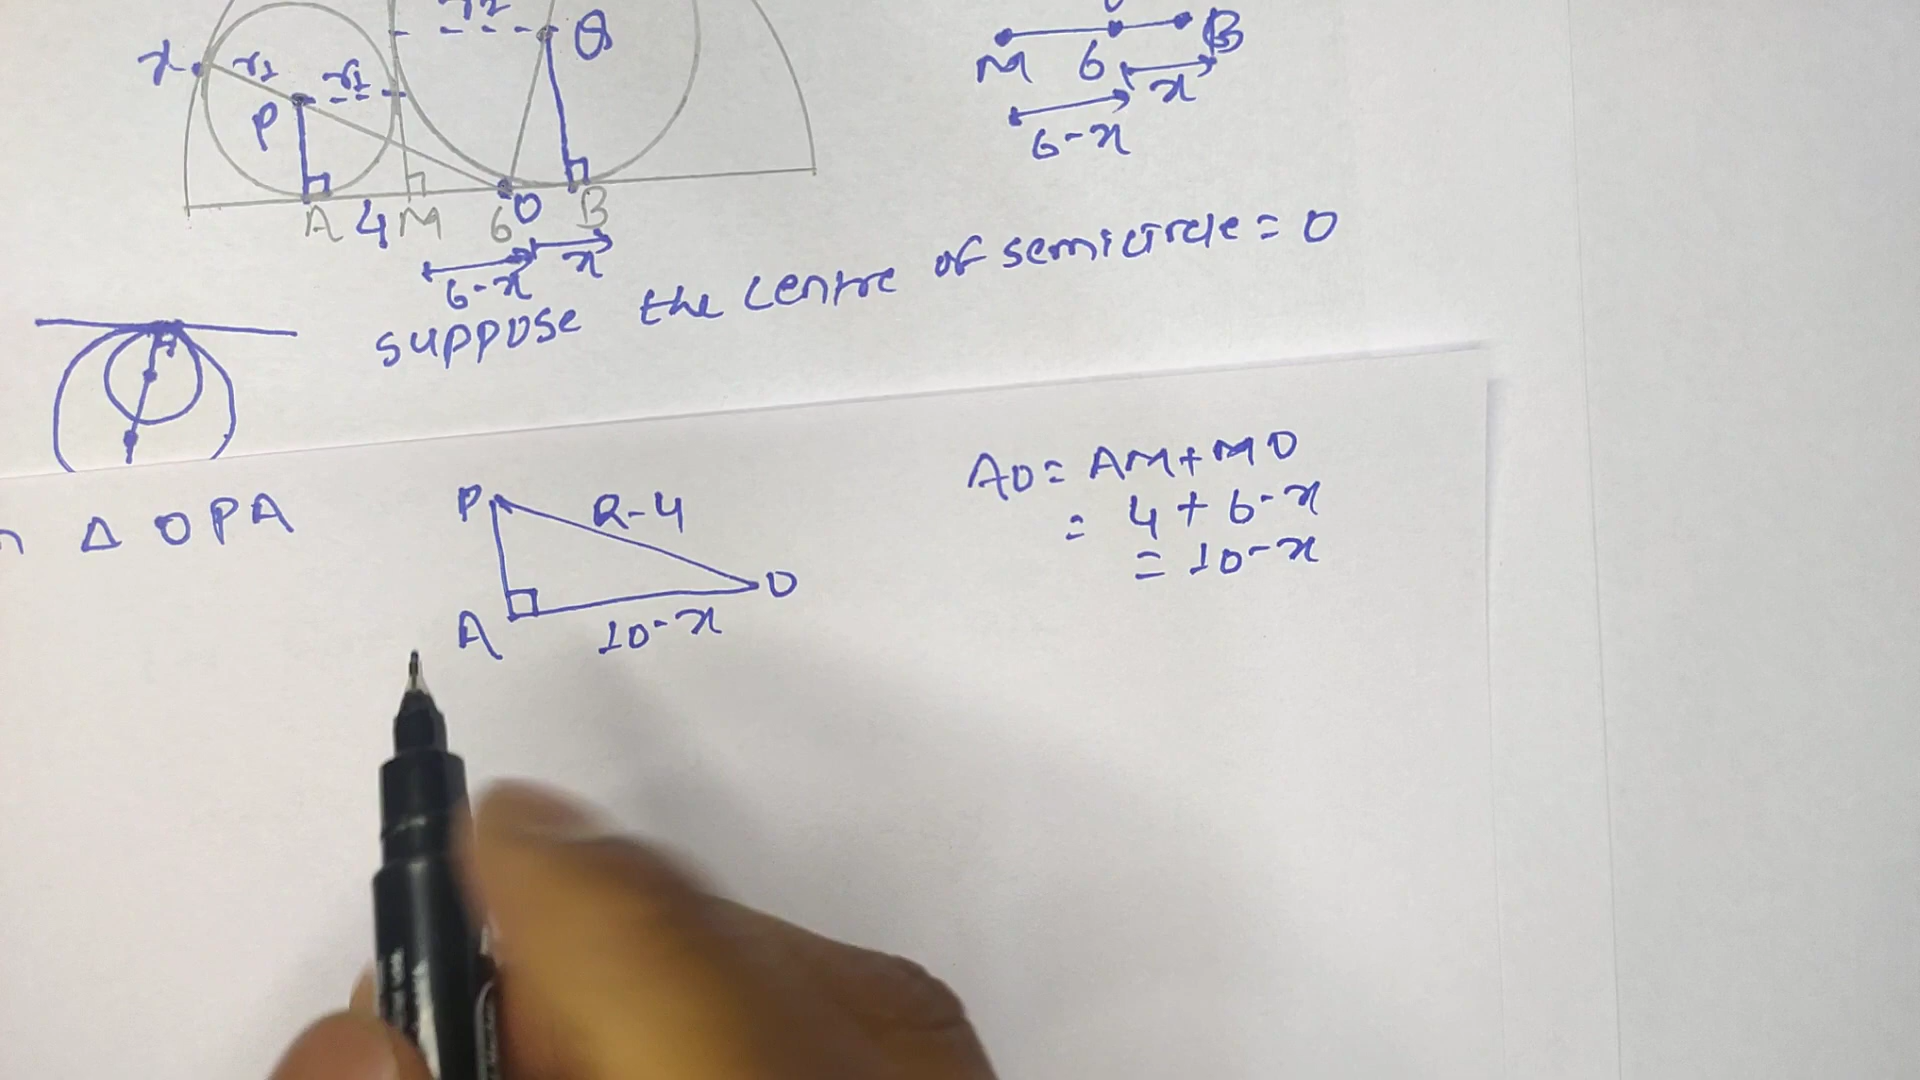 r2
Q
x r1 r1
P
M 6 B
x
6-x
A 4 M 6 O B
6-x x
suppose the centre of semicircle = O
Δ OPA
P R-4
A O
10-x
AO = AM+MO
= 4 + 6-x
= 10-x